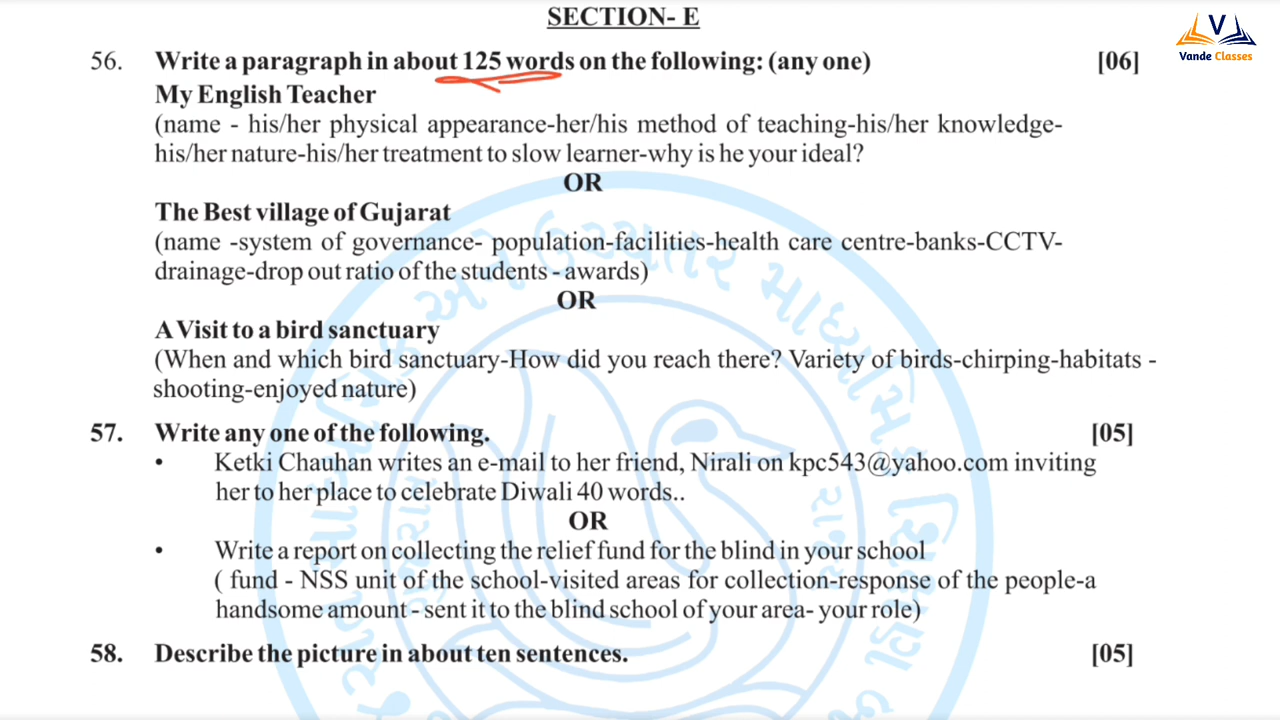 SECTION- E
V
Vande Classes
56. Write a paragraph in about 125 words on the following: (any one) [06]
My English Teacher
(name - his/her physical appearance-her/his method of teaching-his/her knowledge-
his/her nature-his/her treatment to slow learner-why is he your ideal?
OR
The Best village of Gujarat
(name -system of governance- population-facilities-health care centre-banks-CCTV-
drainage-drop out ratio of the students - awards)
OR
A Visit to a bird sanctuary
(When and which bird sanctuary-How did you reach there? Variety of birds-chirping-habitats -
shooting-enjoyed nature)
57. Write any one of the following. [05]
• Ketki Chauhan writes an e-mail to her friend, Nirali on kpc543@yahoo.com inviting
her to her place to celebrate Diwali 40 words..
OR
• Write a report on collecting the relief fund for the blind in your school
( fund - NSS unit of the school-visited areas for collection-response of the people-a
handsome amount - sent it to the blind school of your area- your role)
58. Describe the picture in about ten sentences. [05]